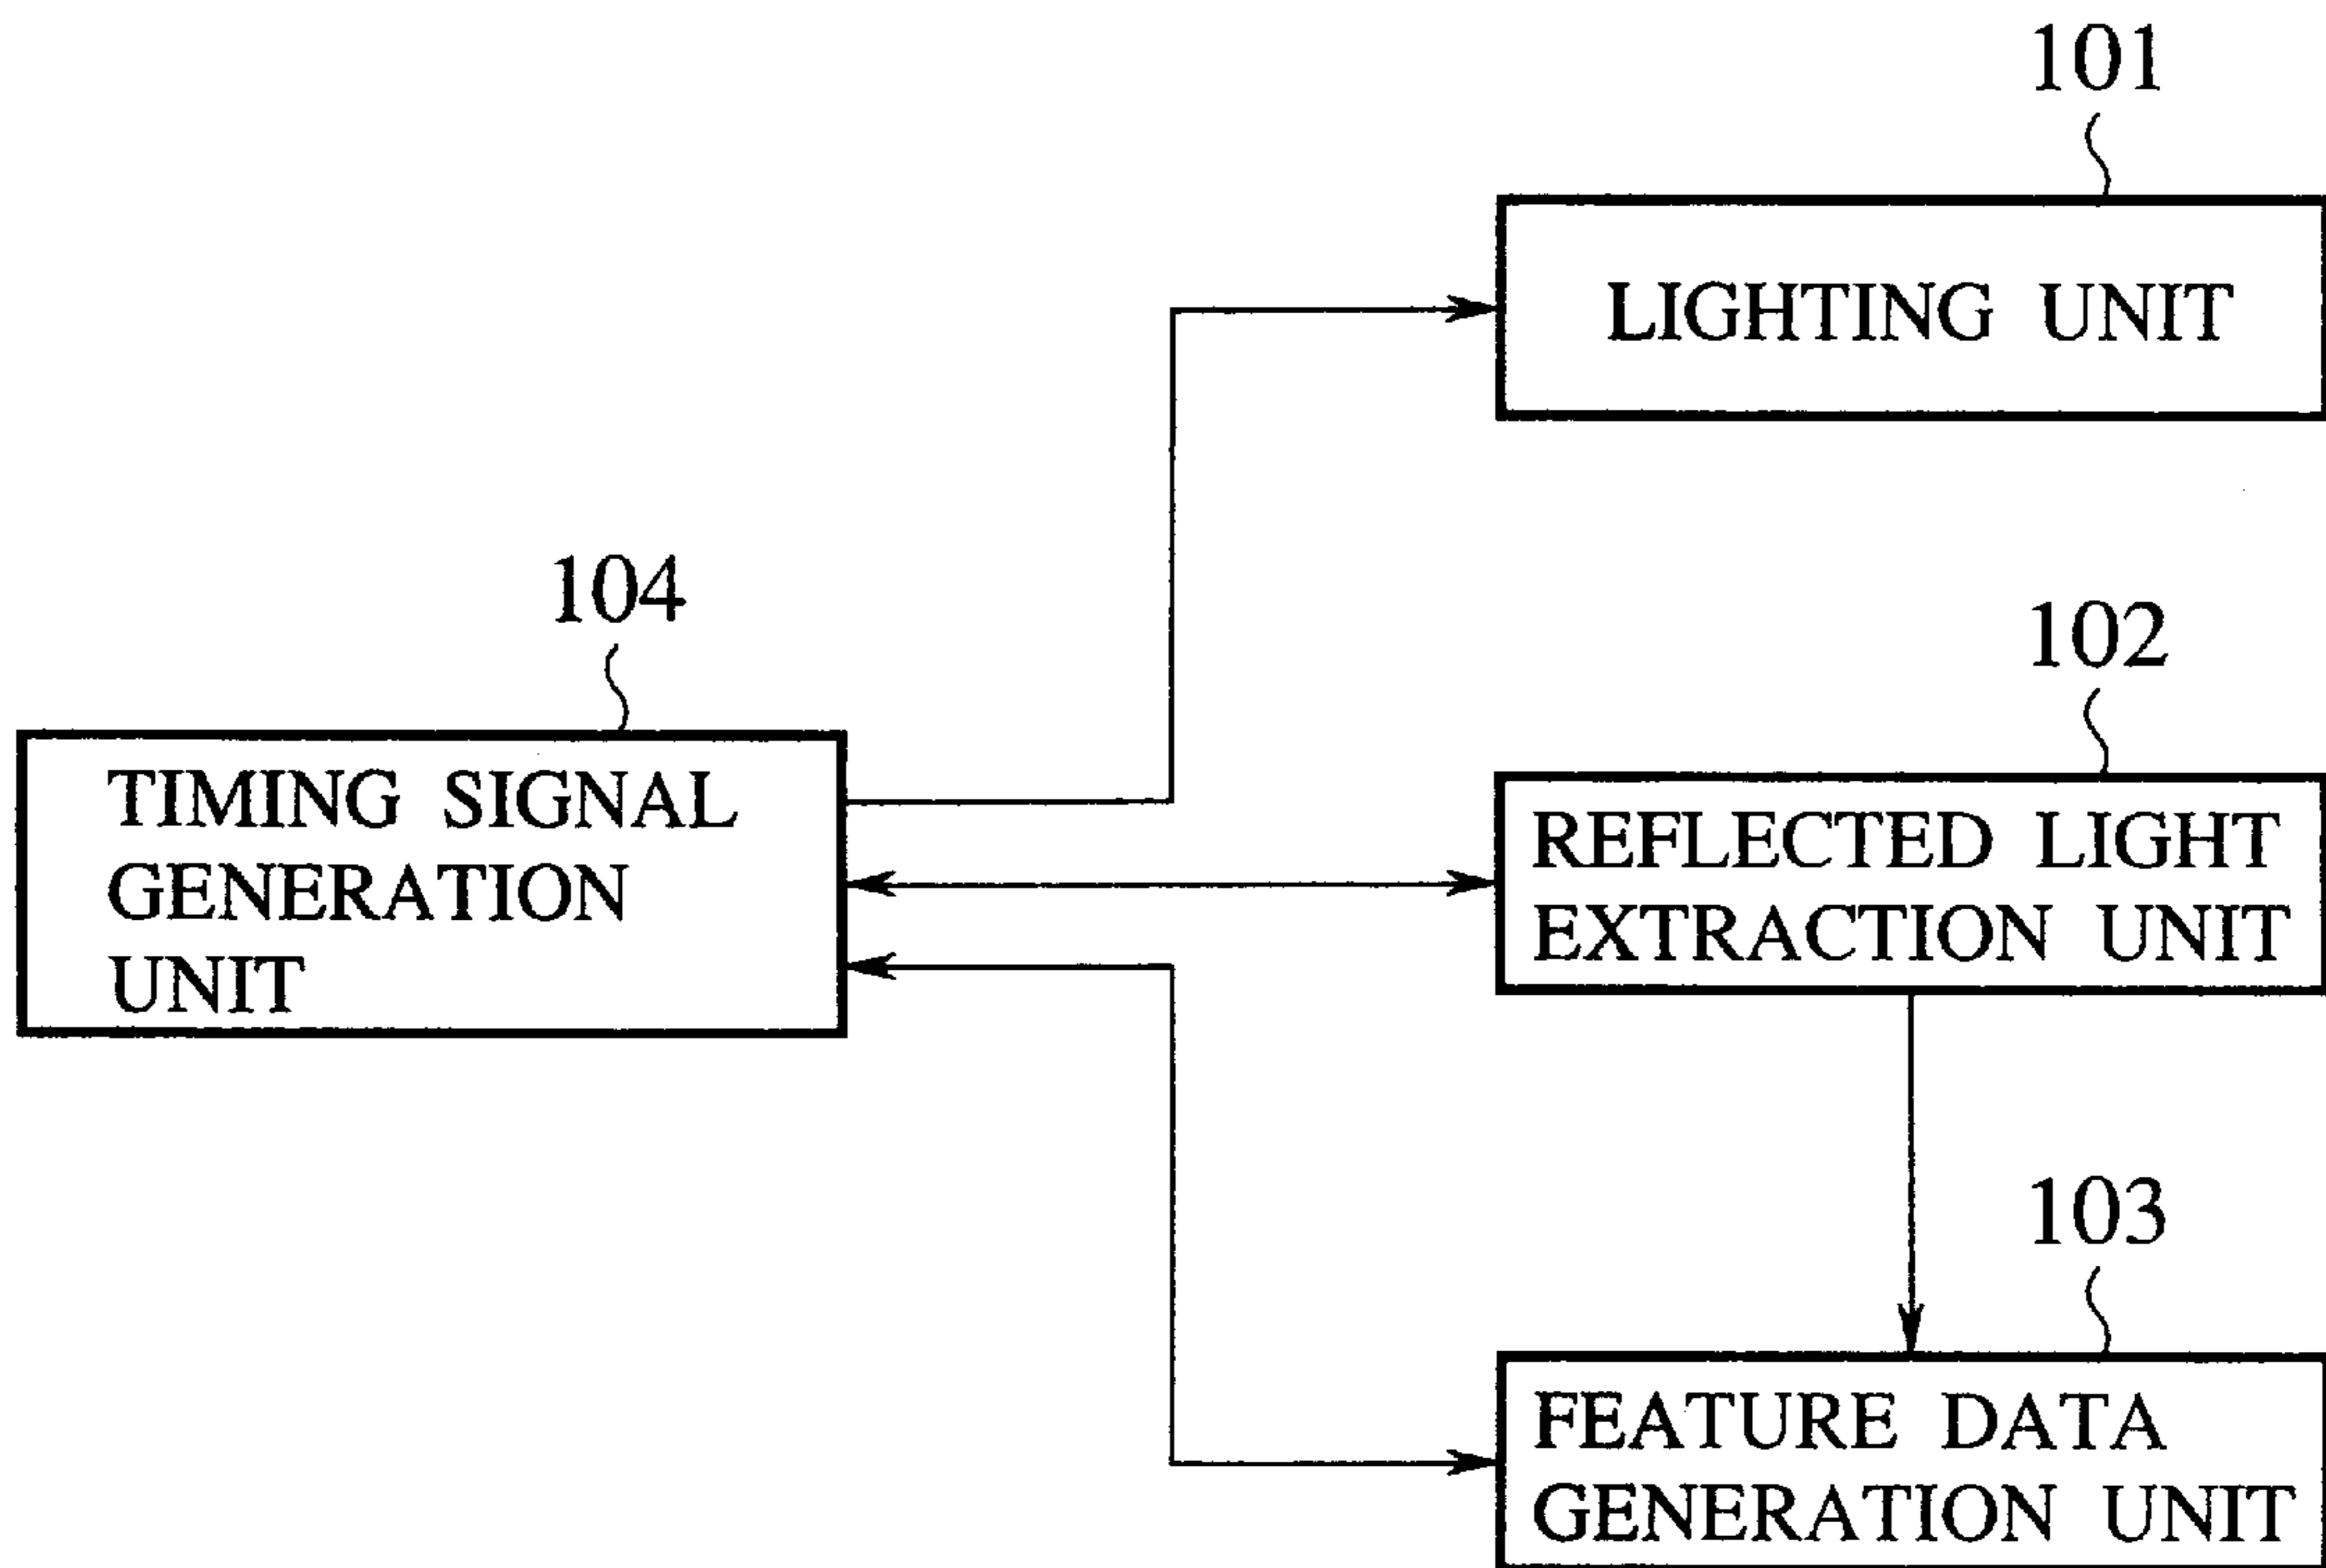 101
LIGHTING UNIT
104
TIMING SIGNAL
GENERATION
UNIT
102
REFLECTED LIGHT
EXTRACTION UNIT
103
FEATURE DATA
GENERATION UNIT